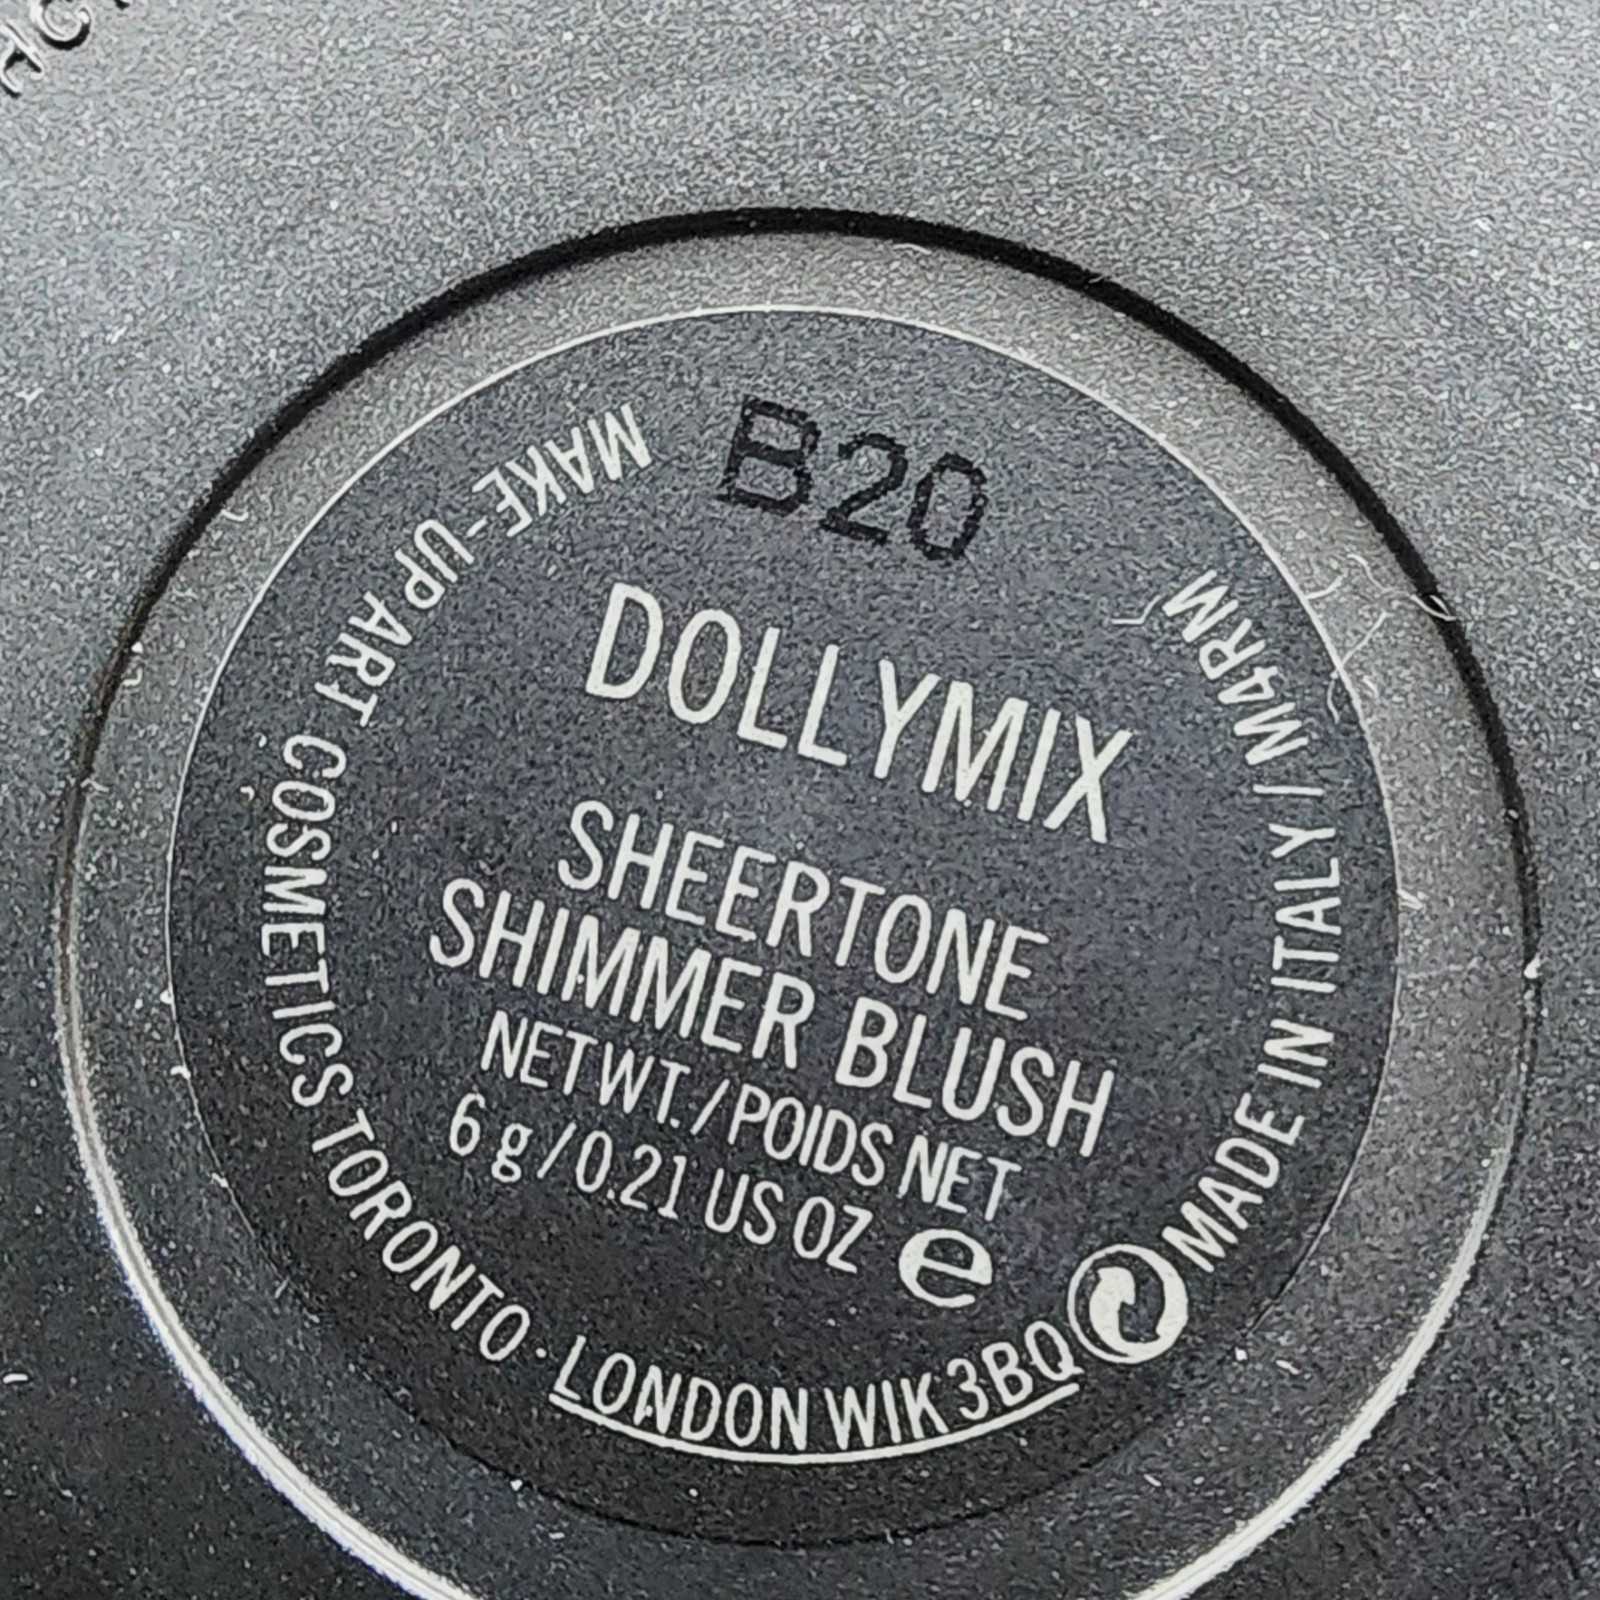 B20
DOLLYMIX
SHEERTONE
SHIMMER BLUSH
NET WT./POIDS NET
6 g/0.21 US OZ e
MAKE-UP ART COSMETICS TORONTO · LONDON W1K 3BQ MADE IN ITALY / M4RM